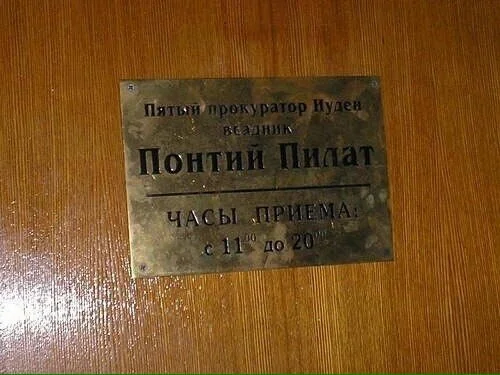 Пятый прокуратор Иудеи
всадник
Понтий Пилат
ЧАСЫ ПРИЕМА:
с 11⁰⁰ до 20⁰⁰